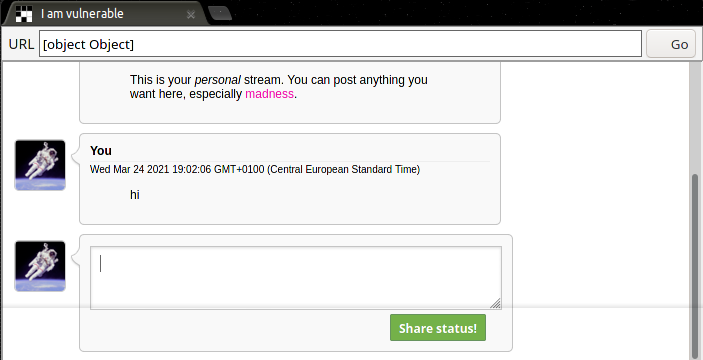 I am vulnerable
URL [object Object] Go
This is your personal stream. You can post anything you
want here, especially madness.
You
Wed Mar 24 2021 19:02:06 GMT+0100 (Central European Standard Time)
hi
Share status!